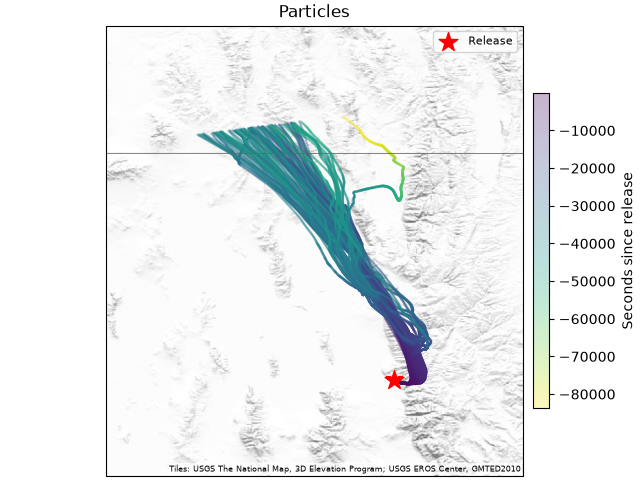 Particles
Release
−10000
−20000
−30000
−40000
−50000
−60000
−70000
−80000
Seconds since release
Tiles: USGS The National Map, 3D Elevation Program; USGS EROS Center, GMTED2010